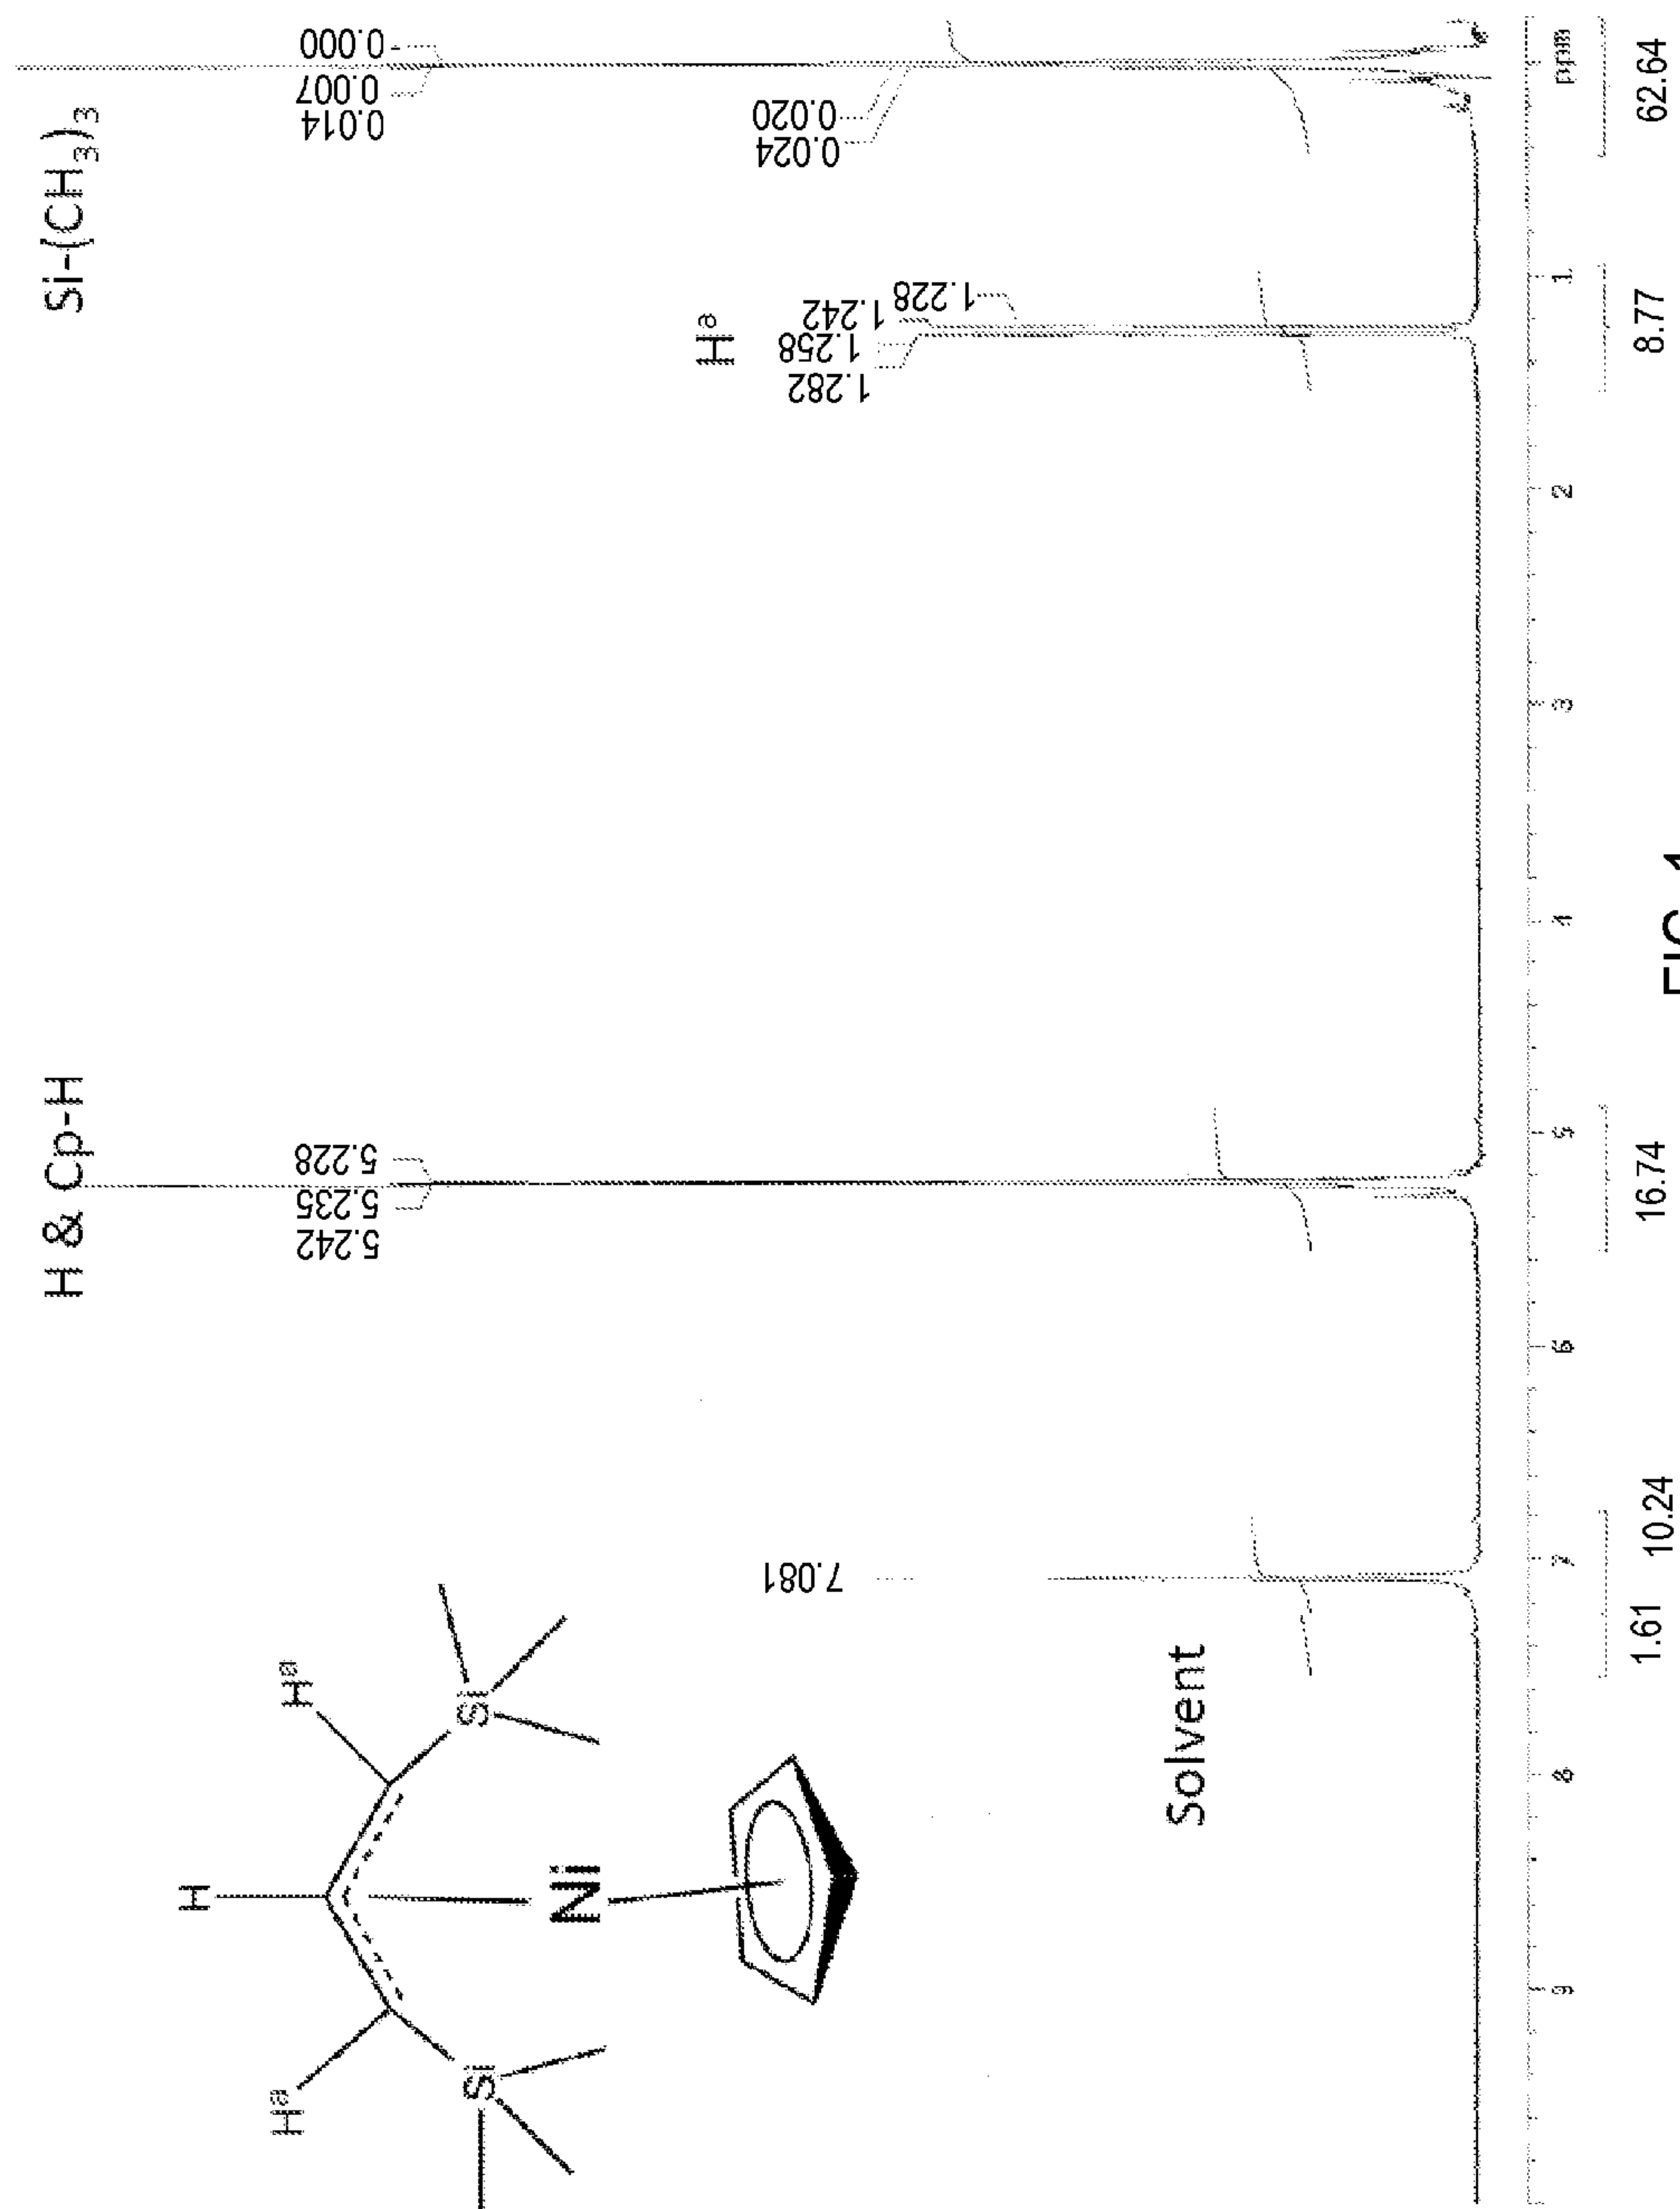 H
Hᵃ
Hᵃ
Si
Si
Ni
Solvent
7.081
H & Cp-H
5.242
5.235
5.228
Hᵃ
1.282
1.258
1.242
1.228
Si-(CH₃)₃
0.014
0.007
0.000
0.024
0.020
9
8
7
6
5
4
3
2
1
ppm
1.61
10.24
16.74
8.77
62.64